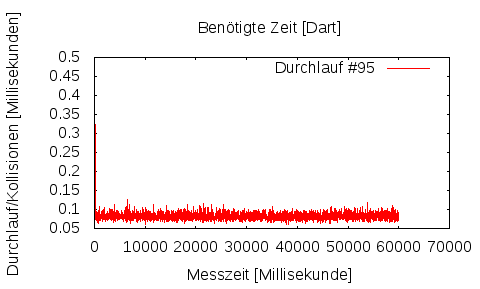 Benötigte Zeit [Dart]
Durchlauf/Kollisionen [Millisekunden]
Durchlauf #95
0.5
0.45
0.4
0.35
0.3
0.25
0.2
0.15
0.1
0.05
0 10000 20000 30000 40000 50000 60000 70000
Messzeit [Millisekunde]